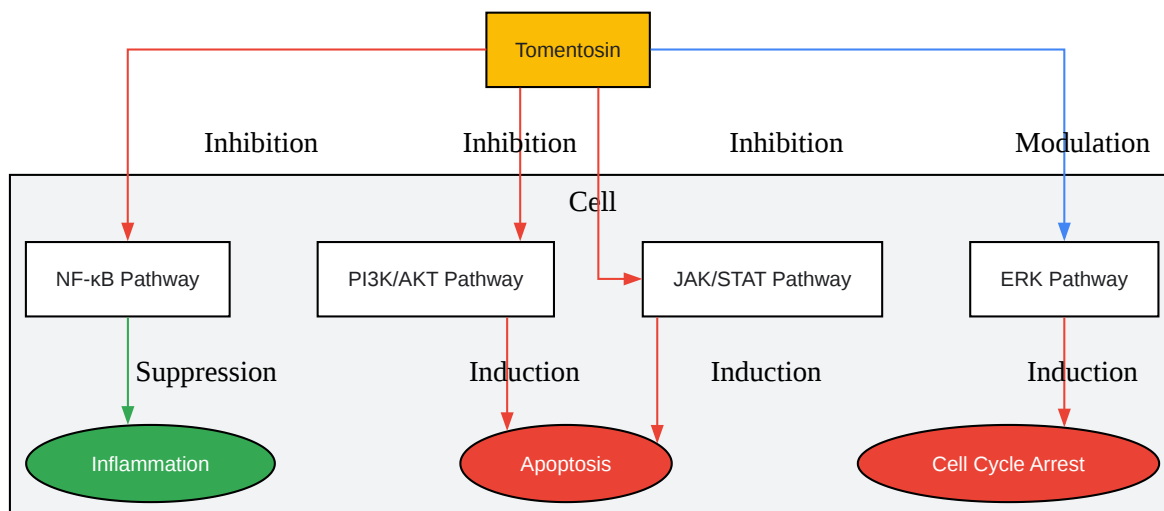 Tomentosin
Inhibition
Inhibition
Inhibition
Modulation
Cell
NF-κB Pathway
PI3K/AKT Pathway
JAK/STAT Pathway
ERK Pathway
Suppression
Induction
Induction
Induction
Inflammation
Apoptosis
Cell Cycle Arrest